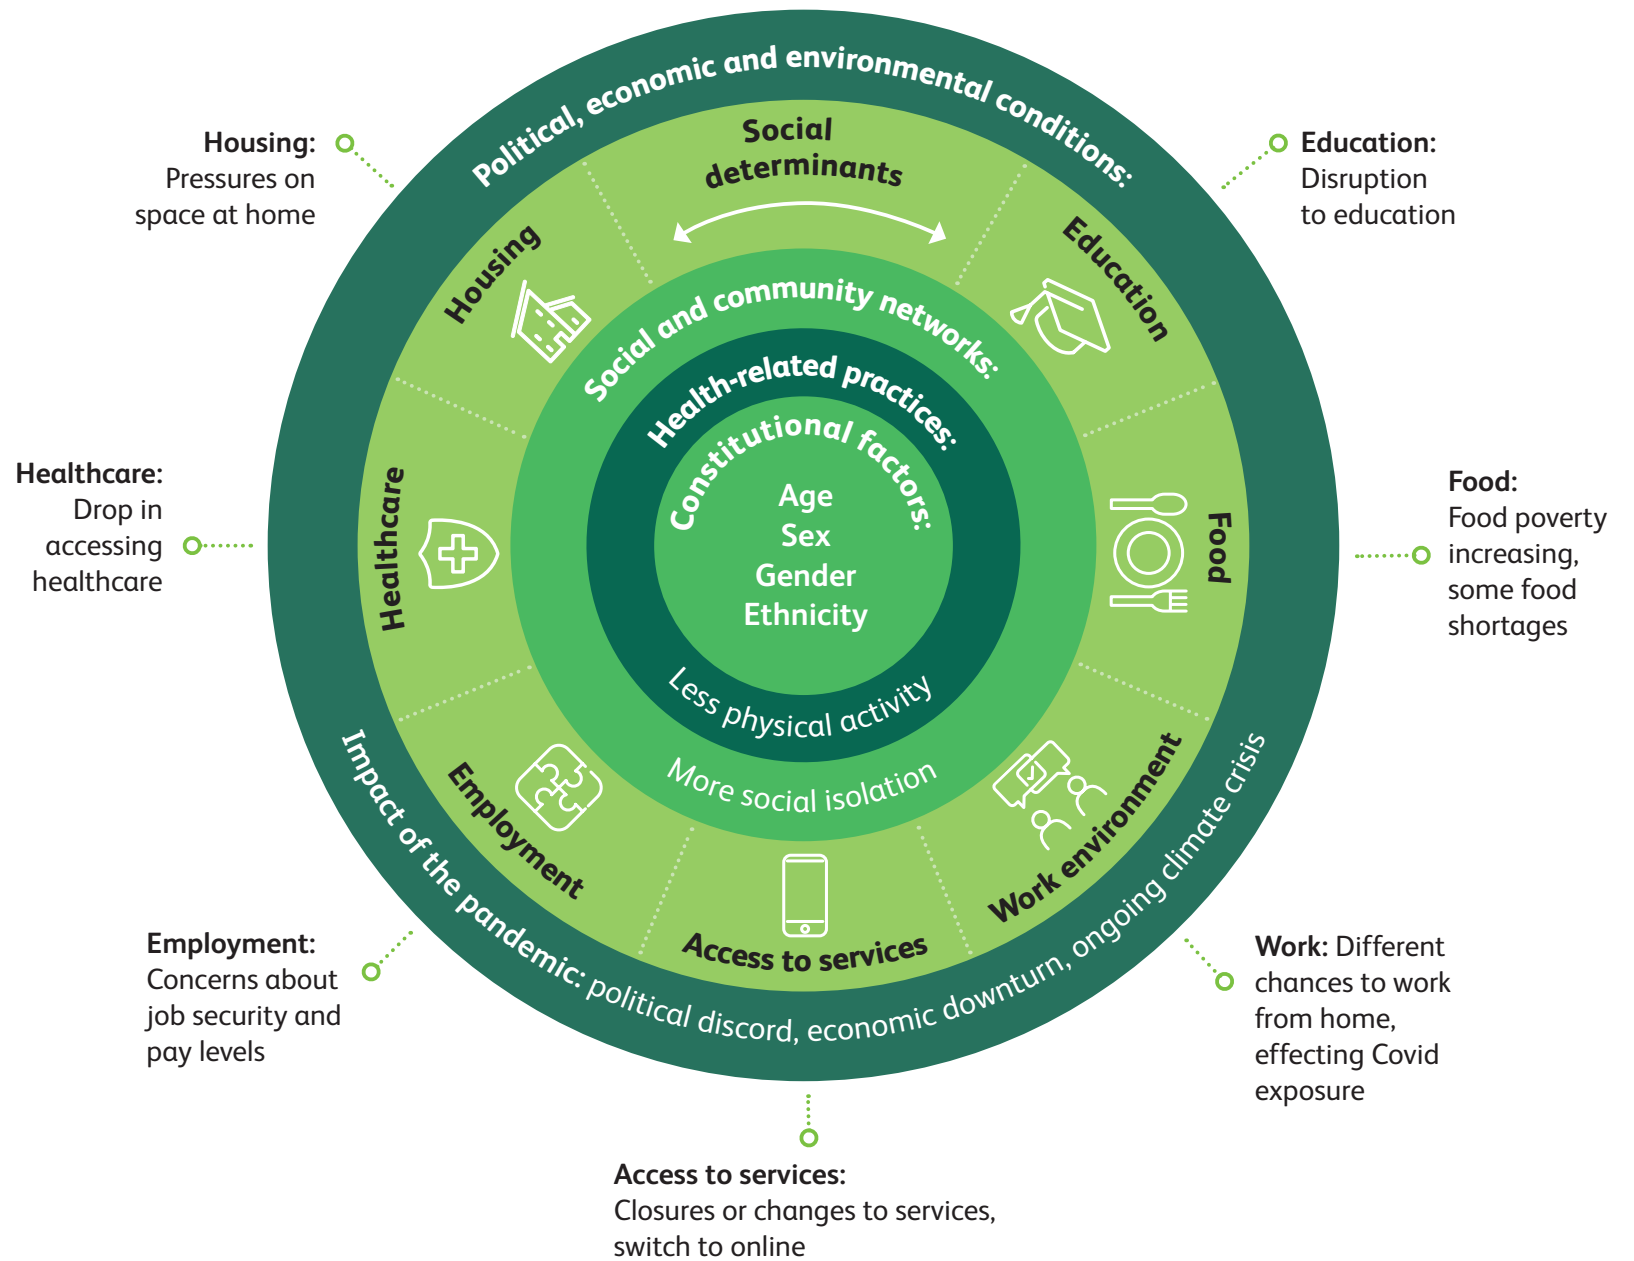 Political, economic and environmental conditions:
Social
determinants
Housing
Education
Healthcare
Food
Employment
Work environment
Access to services
Social and community networks:
More social isolation
Health-related practices:
Less physical activity
Constitutional factors:
Age
Sex
Gender
Ethnicity
Impact of the pandemic: political discord, economic downturn, ongoing climate crisis
Housing:
Pressures on
space at home
Education:
Disruption
to education
Healthcare:
Drop in
accessing
healthcare
Food:
Food poverty
increasing,
some food
shortages
Employment:
Concerns about
job security and
pay levels
Work: Different
chances to work
from home,
effecting Covid
exposure
Access to services:
Closures or changes to services,
switch to online